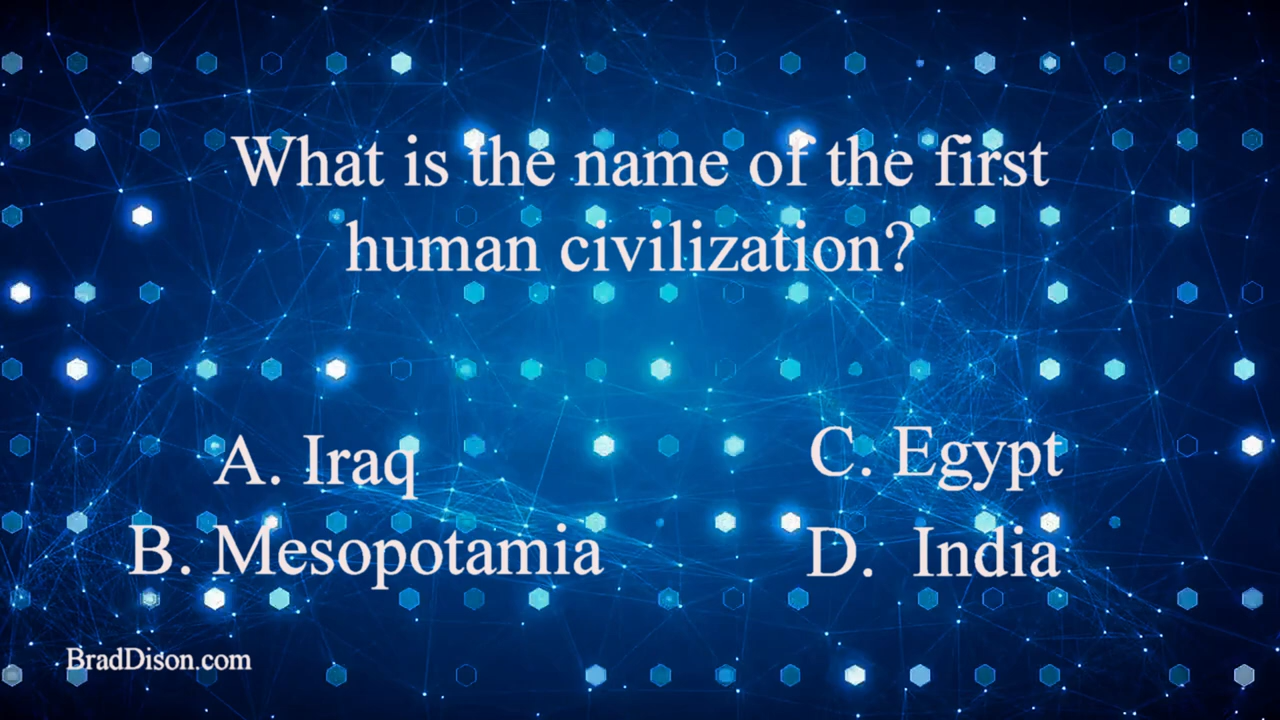 What is the name of the first
human civilization?
A. Iraq
B. Mesopotamia
C. Egypt
D. India
BradDison.com